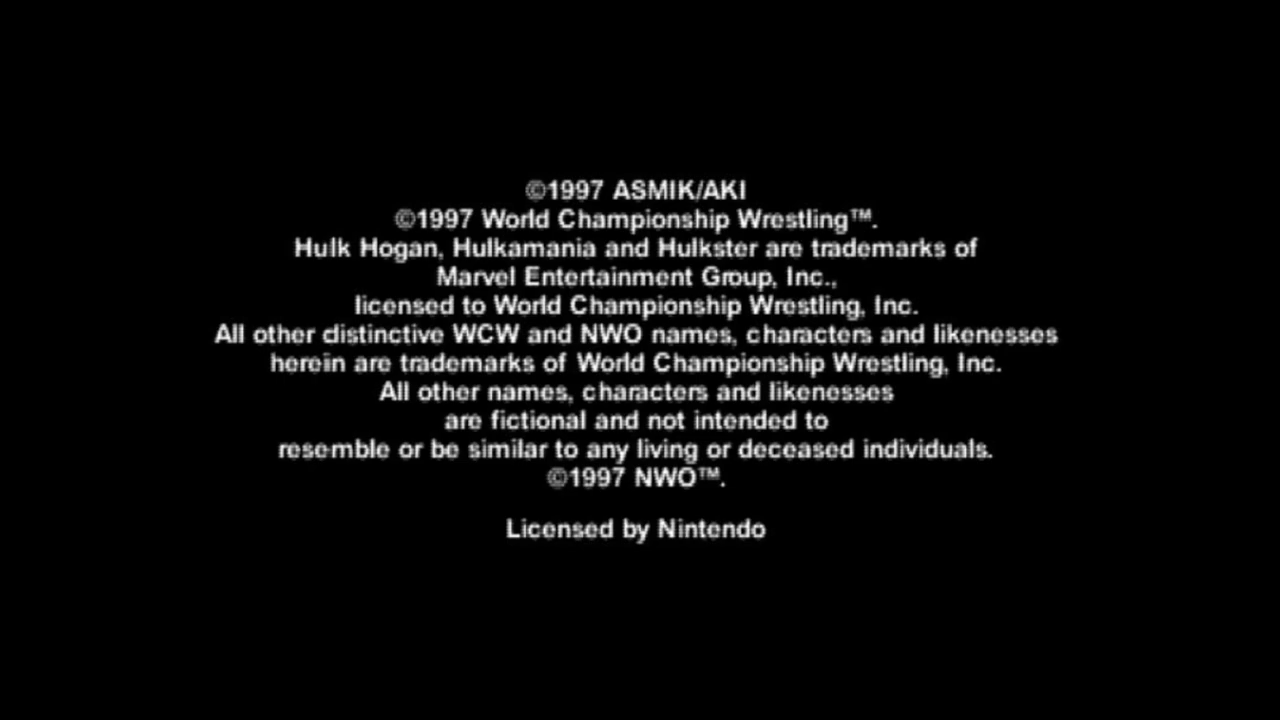 ©1997 ASMIK/AKI
©1997 World Championship Wrestling™.
Hulk Hogan, Hulkamania and Hulkster are trademarks of
Marvel Entertainment Group, Inc.,
licensed to World Championship Wrestling, Inc.
All other distinctive WCW and NWO names, characters and likenesses
herein are trademarks of World Championship Wrestling, Inc.
All other names, characters and likenesses
are fictional and not intended to
resemble or be similar to any living or deceased individuals.
©1997 NWO™.
Licensed by Nintendo